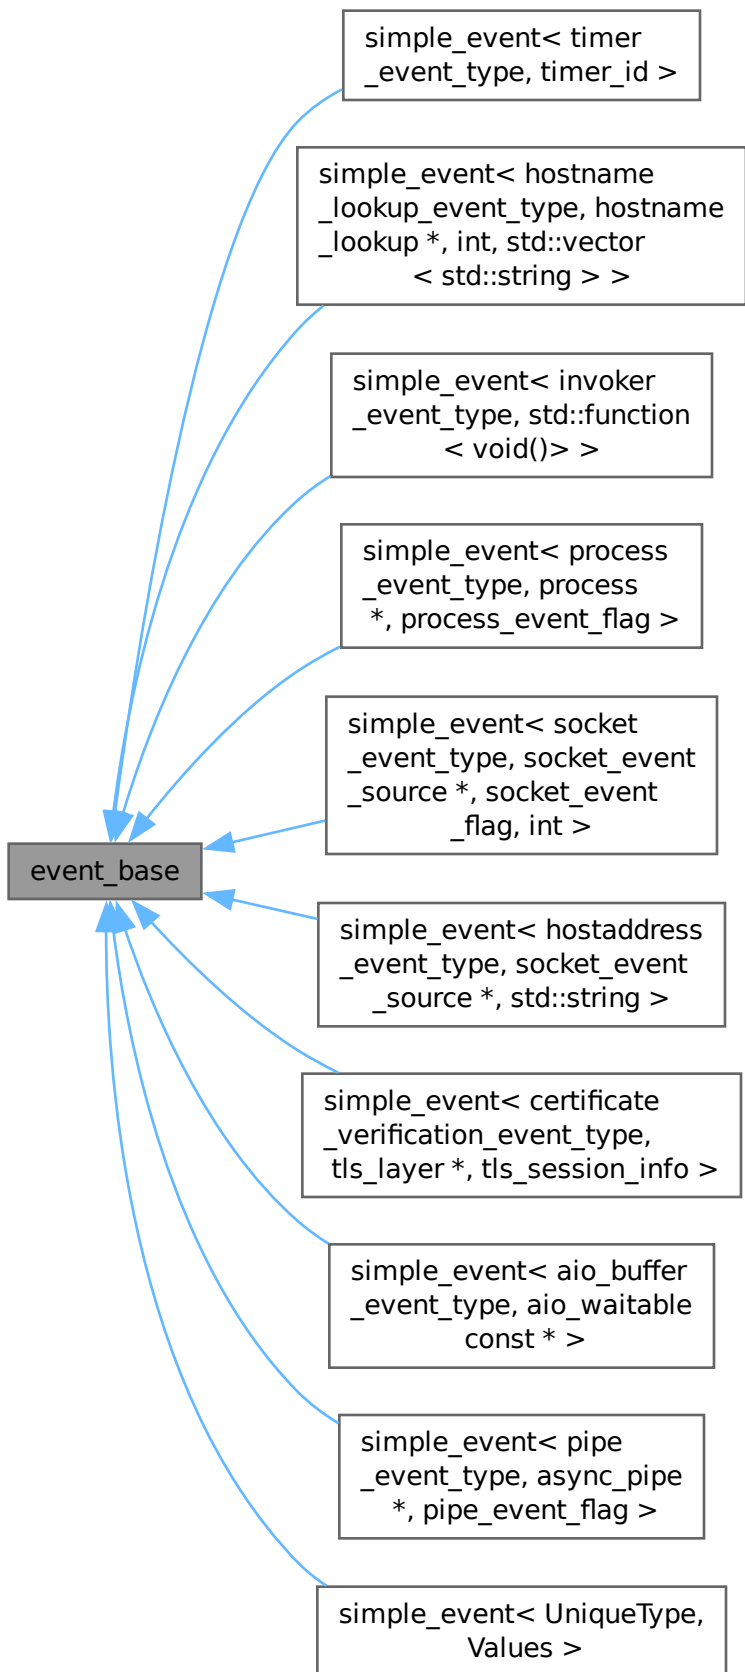 simple_event< timer
_event_type, timer_id >
simple_event< hostname
_lookup_event_type, hostname
_lookup *, int, std::vector
< std::string > >
simple_event< invoker
_event_type, std::function
< void()> >
simple_event< process
_event_type, process
*, process_event_flag >
simple_event< socket
_event_type, socket_event
_source *, socket_event
_flag, int >
event_base
simple_event< hostaddress
_event_type, socket_event
_source *, std::string >
simple_event< certificate
_verification_event_type,
tls_layer *, tls_session_info >
simple_event< aio_buffer
_event_type, aio_waitable
const * >
simple_event< pipe
_event_type, async_pipe
*, pipe_event_flag >
simple_event< UniqueType,
Values >